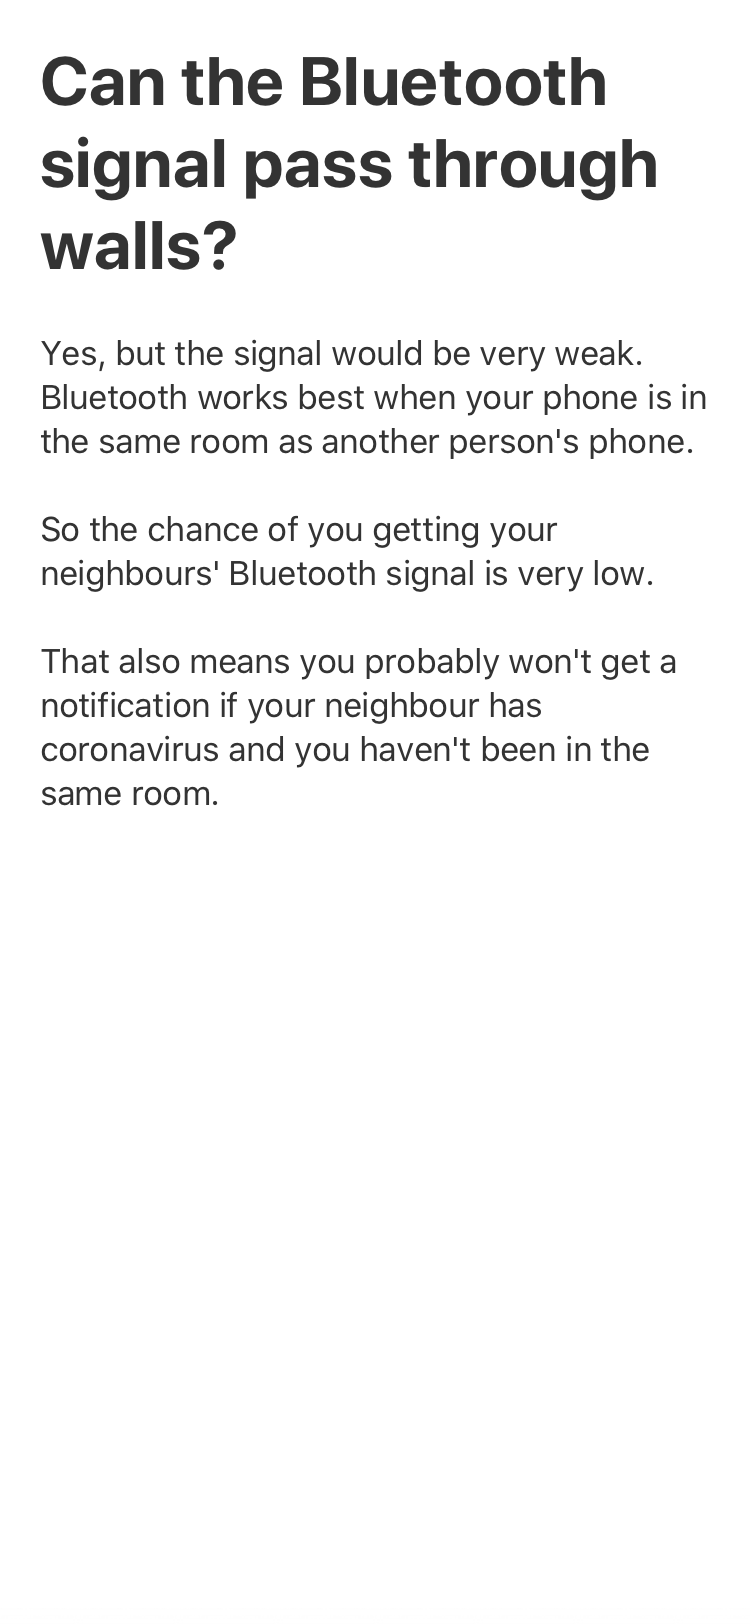 Can the Bluetooth
signal pass through
walls?
Yes, but the signal would be very weak.
Bluetooth works best when your phone is in
the same room as another person's phone.
So the chance of you getting your
neighbours' Bluetooth signal is very low.
That also means you probably won't get a
notification if your neighbour has
coronavirus and you haven't been in the
same room.